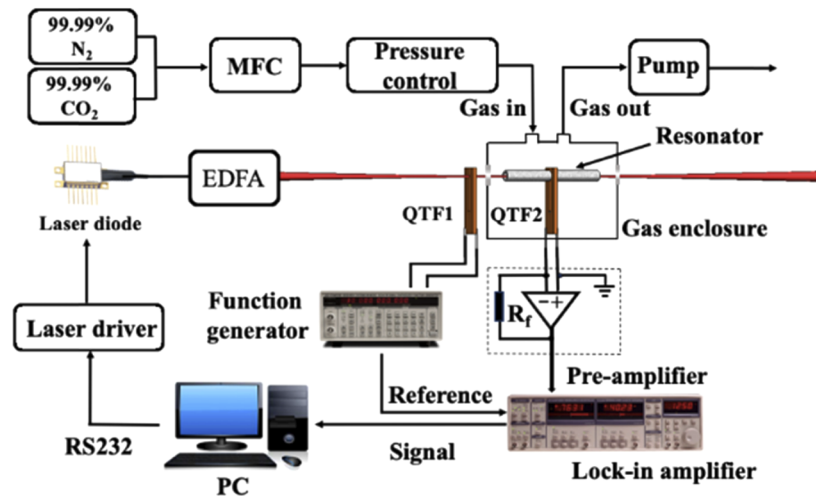 99.99%
N2
99.99%
CO2
MFC
Pressure
control
Pump
Gas in
Gas out
Resonator
EDFA
Laser diode
QTF1
QTF2
Gas enclosure
Function
generator
Rf
- +
Laser driver
Pre-amplifier
Reference
RS232
Signal
PC
Lock-in amplifier